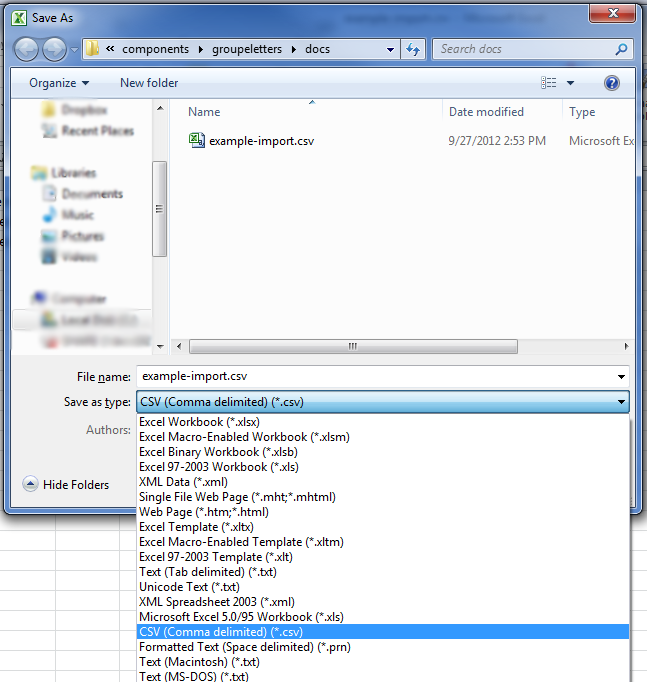 Save As
« components ▸ groupeletters ▸ docs
Search docs
Organize
New folder
Name
Date modified
Type
Dropbox
Recent Places
example-import.csv
9/27/2012 2:53 PM
Microsoft Ex
Libraries
Documents
Music
Pictures
Videos
Computer
File name:
example-import.csv
Save as type:
CSV (Comma delimited) (*.csv)
Authors:
Hide Folders
Excel Workbook (*.xlsx)
Excel Macro-Enabled Workbook (*.xlsm)
Excel Binary Workbook (*.xlsb)
Excel 97-2003 Workbook (*.xls)
XML Data (*.xml)
Single File Web Page (*.mht;*.mhtml)
Web Page (*.htm;*.html)
Excel Template (*.xltx)
Excel Macro-Enabled Template (*.xltm)
Excel 97-2003 Template (*.xlt)
Text (Tab delimited) (*.txt)
Unicode Text (*.txt)
XML Spreadsheet 2003 (*.xml)
Microsoft Excel 5.0/95 Workbook (*.xls)
CSV (Comma delimited) (*.csv)
Formatted Text (Space delimited) (*.prn)
Text (Macintosh) (*.txt)
Text (MS-DOS) (*.txt)